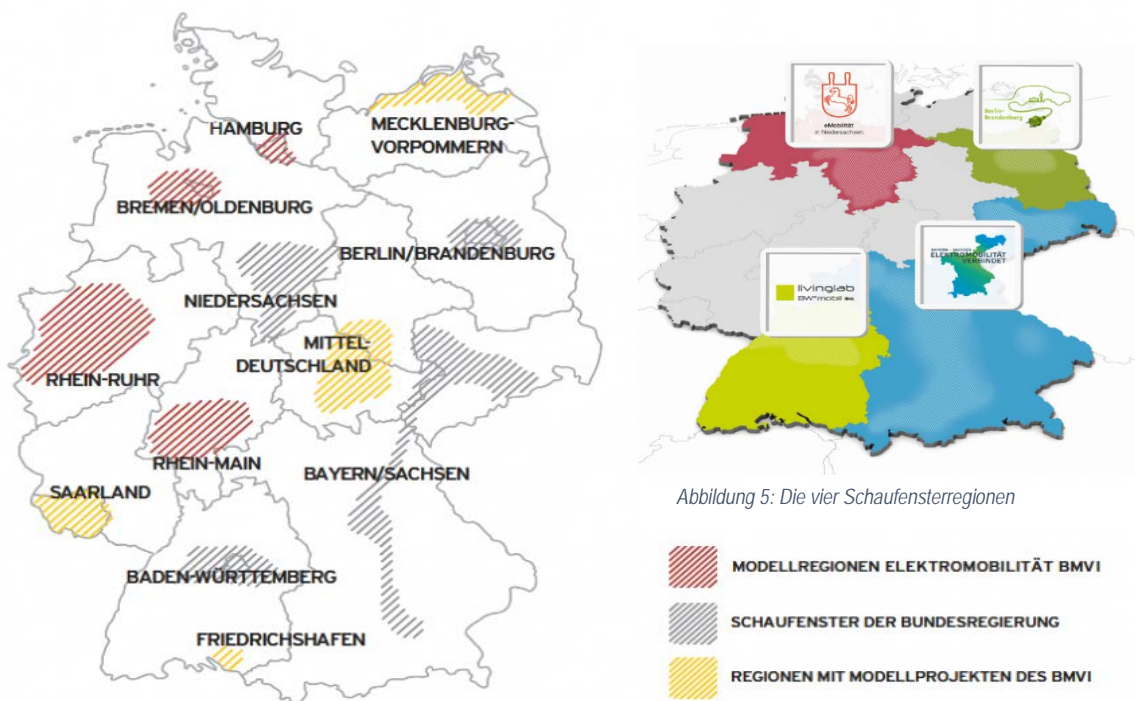 HAMBURG
MECKLENBURG-
VORPOMMERN
BREMEN/OLDENBURG
BERLIN/BRANDENBURG
NIEDERSACHSEN
MITTEL-
DEUTSCHLAND
RHEIN-RUHR
RHEIN-MAIN
BAYERN/SACHSEN
SAARLAND
BADEN-WÜRTTEMBERG
FRIEDRICHSHAFEN
eMobilität
in Niedersachsen
Berlin-
Brandenburg
BAYERN - SACHSEN
ELEKTROMOBILITÄT
VERBINDET
livinglab
Abbildung 5: Die vier Schaufensterregionen
MODELLREGIONEN ELEKTROMOBILITÄT BMVI
SCHAUFENSTER DER BUNDESREGIERUNG
REGIONEN MIT MODELLPROJEKTEN DES BMVI